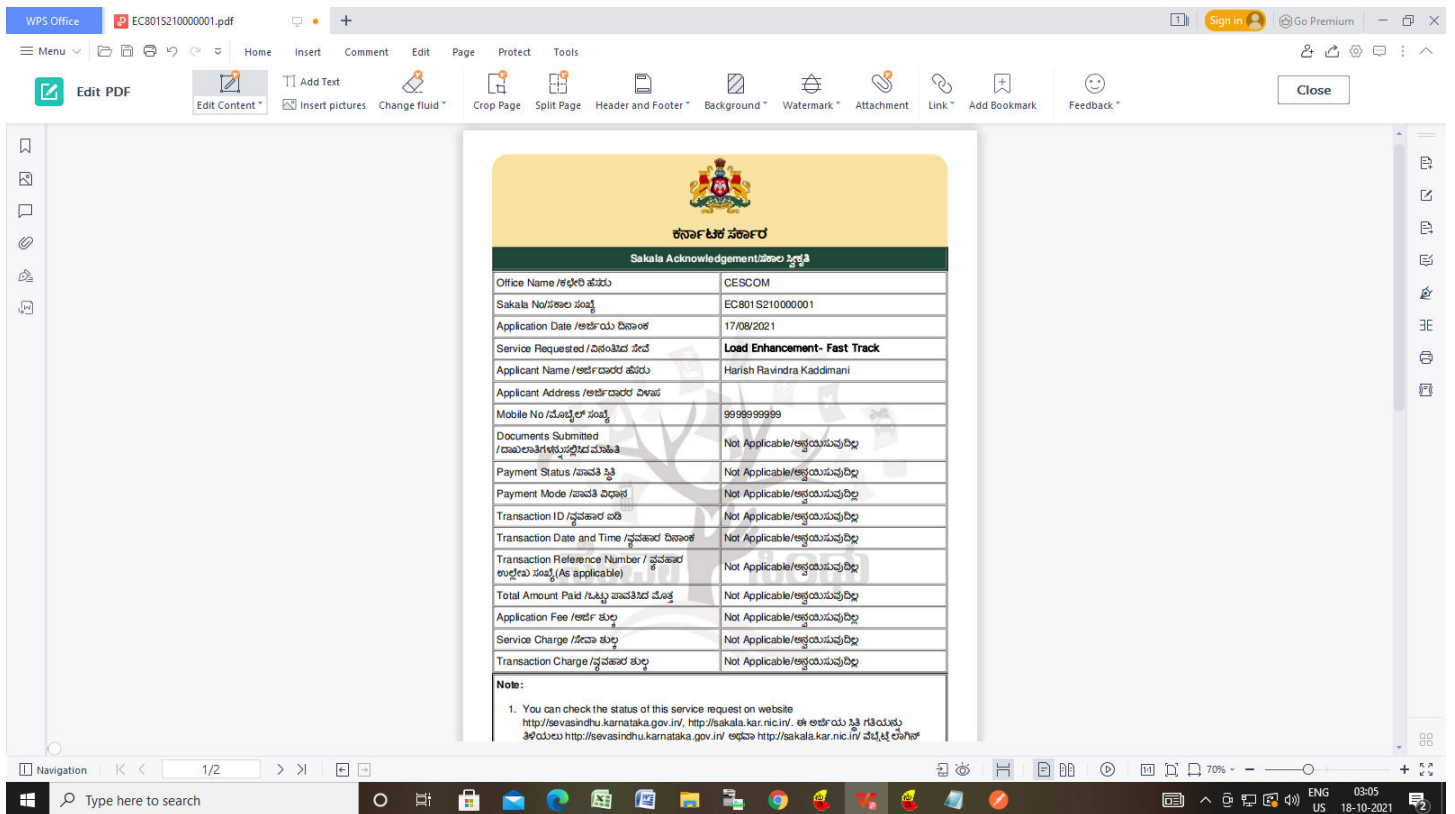 WPS Office
EC801S210000001.pdf
Sign in
Go Premium
Menu
Home Insert Comment Edit Page Protect Tools
Edit PDF
Edit Content
Add Text
Insert pictures
Change fluid
Crop Page
Split Page
Header and Footer
Background
Watermark
Attachment
Link
Add Bookmark
Feedback
Close
ಕರ್ನಾಟಕ ಸರ್ಕಾರ
Sakala Acknowledgement/ಸಕಾಲ ಸ್ವೀಕೃತಿ
Office Name /ಕಛೇರಿ ಹೆಸರು CESCOM
Sakala No/ಸಕಾಲ ಸಂಖ್ಯೆ EC801S210000001
Application Date /ಅರ್ಜಿಯ ದಿನಾಂಕ 17/08/2021
Service Requested /ವಿನಂತಿಸಿದ ಸೇವೆ Load Enhancement- Fast Track
Applicant Name /ಅರ್ಜಿದಾರರ ಹೆಸರು Harish Ravindra Kaddimani
Applicant Address /ಅರ್ಜಿದಾರರ ವಿಳಾಸ
Mobile No /ಮೊಬೈಲ್ ಸಂಖ್ಯೆ 9999999999
Documents Submitted
/ದಾಖಲಾತಿಗಳನ್ನುಸಲ್ಲಿಸಿದ ಮಾಹಿತಿ Not Applicable/ಅನ್ವಯಿಸುವುದಿಲ್ಲ
Payment Status /ಪಾವತಿ ಸ್ಥಿತಿ Not Applicable/ಅನ್ವಯಿಸುವುದಿಲ್ಲ
Payment Mode /ಪಾವತಿ ವಿಧಾನ Not Applicable/ಅನ್ವಯಿಸುವುದಿಲ್ಲ
Transaction ID /ವ್ಯವಹಾರ ಐಡಿ Not Applicable/ಅನ್ವಯಿಸುವುದಿಲ್ಲ
Transaction Date and Time /ವ್ಯವಹಾರ ದಿನಾಂಕ Not Applicable/ಅನ್ವಯಿಸುವುದಿಲ್ಲ
Transaction Reference Number / ವ್ಯವಹಾರ
ಉಲ್ಲೇಖ ಸಂಖ್ಯೆ(As applicable) Not Applicable/ಅನ್ವಯಿಸುವುದಿಲ್ಲ
Total Amount Paid /ಒಟ್ಟು ಪಾವತಿಸಿದ ಮೊತ್ತ Not Applicable/ಅನ್ವಯಿಸುವುದಿಲ್ಲ
Application Fee /ಅರ್ಜಿ ಶುಲ್ಕ Not Applicable/ಅನ್ವಯಿಸುವುದಿಲ್ಲ
Service Charge /ಸೇವಾ ಶುಲ್ಕ Not Applicable/ಅನ್ವಯಿಸುವುದಿಲ್ಲ
Transaction Charge /ವ್ಯವಹಾರ ಶುಲ್ಕ Not Applicable/ಅನ್ವಯಿಸುವುದಿಲ್ಲ
Note:
1. You can check the status of this service request on website
http://sevasindhu.karnataka.gov.in/, http://sakala.kar.nic.in/. ಈ ಅರ್ಜಿಯ ಸ್ಥಿತಿ ಗತಿಯನ್ನು
ತಿಳಿಯಲು http://sevasindhu.karnataka.gov.in/ ಅಥವಾ http://sakala.kar.nic.in/ ವೆಬ್ಸೈಟ್ಗೆ ಲಾಗಿನ್
ಸೇವಾ ಸಿಂಧು
Navigation
1/2
70%
Type here to search
ENG
US
03:05
18-10-2021